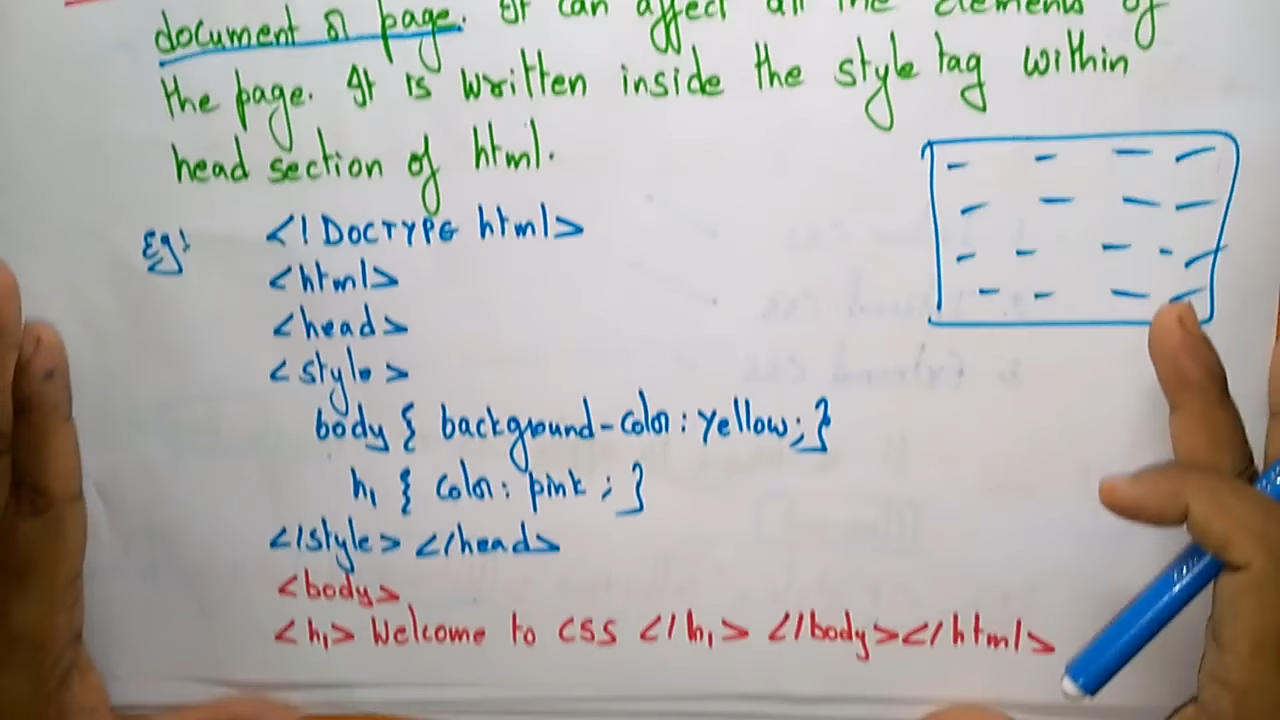 document or page. It can affect all the elements of
the page. It is written inside the style tag within
head section of html.
Eg: <!DOCTYPE html>
<html>
<head>
<style>
body { background-color: yellow; }
h1 { color: pink ; }
</style> </head>
<body>
<h1> Welcome to CSS </h1> </body></html>